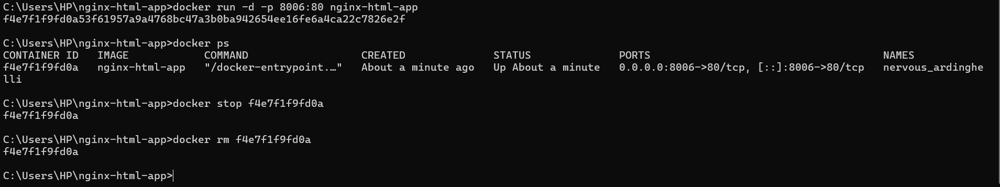 C:\Users\HP\nginx-html-app>docker run -d -p 8006:80 nginx-html-app
f4e7f1f9fd0a53f61957a9a4768bc47a3b0ba942654ee16fe6a4ca22c7826e2f
C:\Users\HP\nginx-html-app>docker ps
CONTAINER ID   IMAGE            COMMAND                  CREATED              STATUS              PORTS                                     NAMES
f4e7f1f9fd0a   nginx-html-app   "/docker-entrypoint.…"   About a minute ago   Up About a minute   0.0.0.0:8006->80/tcp, [::]:8006->80/tcp   nervous_ardinghe
lli
C:\Users\HP\nginx-html-app>docker stop f4e7f1f9fd0a
f4e7f1f9fd0a
C:\Users\HP\nginx-html-app>docker rm f4e7f1f9fd0a
f4e7f1f9fd0a
C:\Users\HP\nginx-html-app>